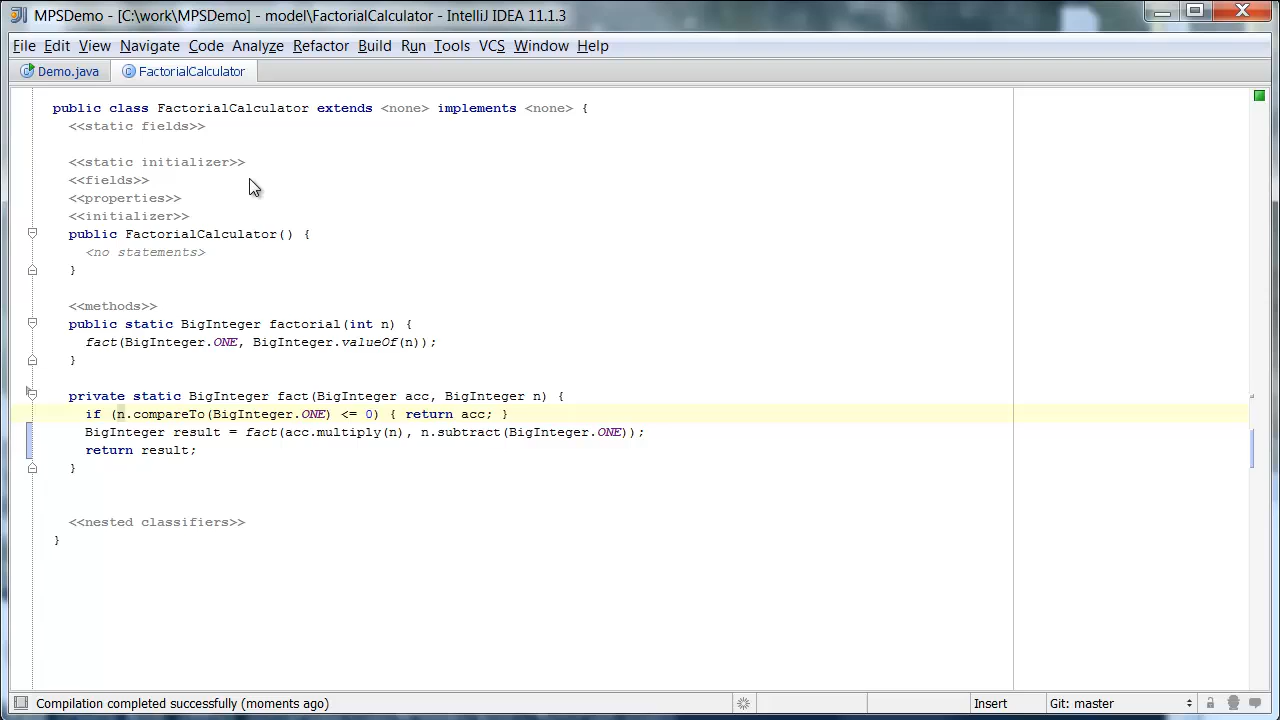 MPSDemo - [C:\work\MPSDemo] - model\FactorialCalculator - IntelliJ IDEA 11.1.3
File Edit View Navigate Code Analyze Refactor Build Run Tools VCS Window Help
Demo.java FactorialCalculator
public class FactorialCalculator extends <none> implements <none> {
<<static fields>>
<<static initializer>>
<<fields>>
<<properties>>
<<initializer>>
public FactorialCalculator() {
<no statements>
}
<<methods>>
public static BigInteger factorial(int n) {
fact(BigInteger.ONE, BigInteger.valueOf(n));
}
private static BigInteger fact(BigInteger acc, BigInteger n) {
if (n.compareTo(BigInteger.ONE) <= 0) { return acc; }
BigInteger result = fact(acc.multiply(n), n.subtract(BigInteger.ONE));
return result;
}
<<nested classifiers>>
}
Compilation completed successfully (moments ago) Insert Git: master